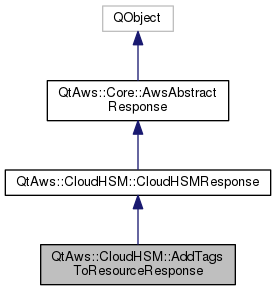 QObject
QtAws::Core::AwsAbstract
Response
QtAws::CloudHSM::CloudHSMResponse
QtAws::CloudHSM::AddTags
ToResourceResponse